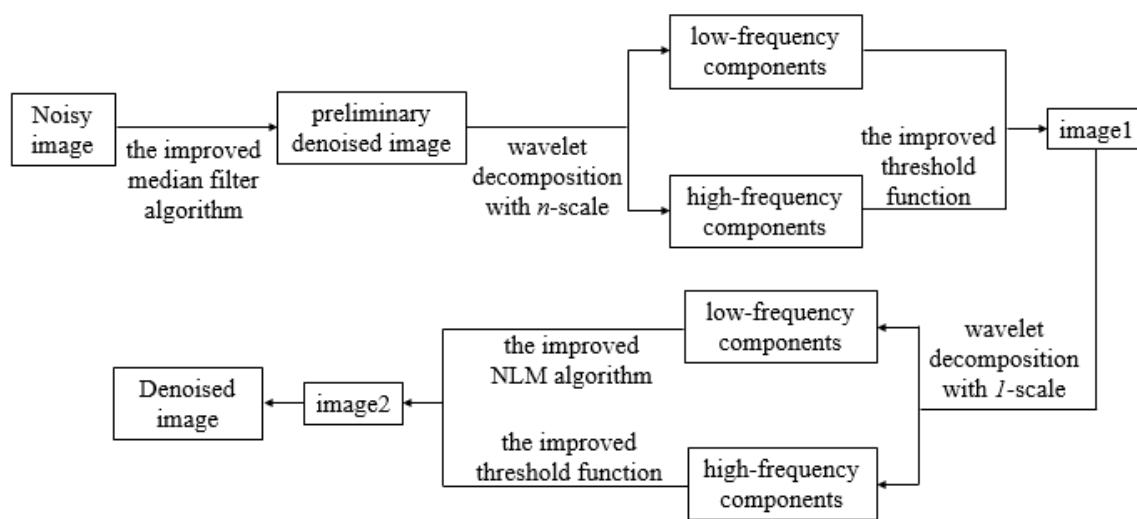 Noisy
image
the improved
median filter
algorithm
preliminary
denoised image
wavelet
decomposition
with n-scale
low-frequency
components
high-frequency
components
the improved
threshold
function
image1
wavelet
decomposition
with 1-scale
low-frequency
components
high-frequency
components
the improved
NLM algorithm
the improved
threshold function
image2
Denoised
image